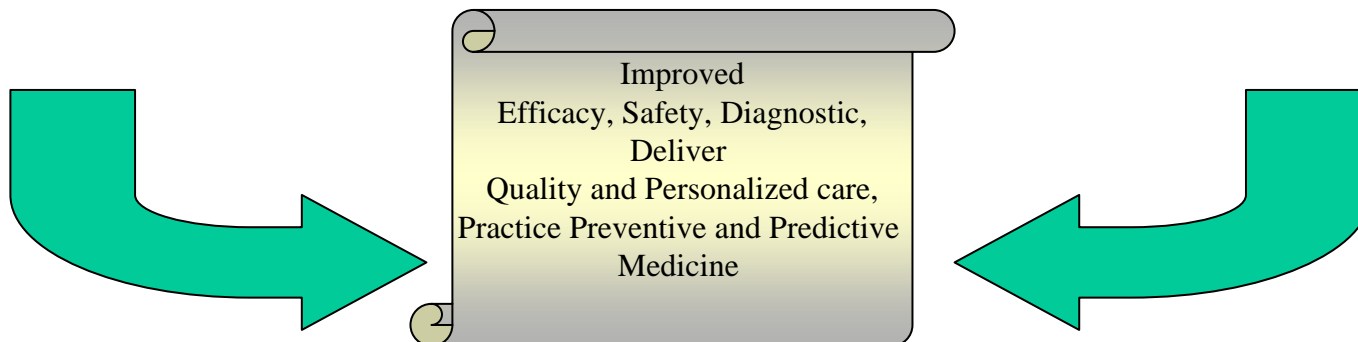 Improved
Efficacy, Safety, Diagnostic,
Deliver
Quality and Personalized care,
Practice Preventive and Predictive
Medicine